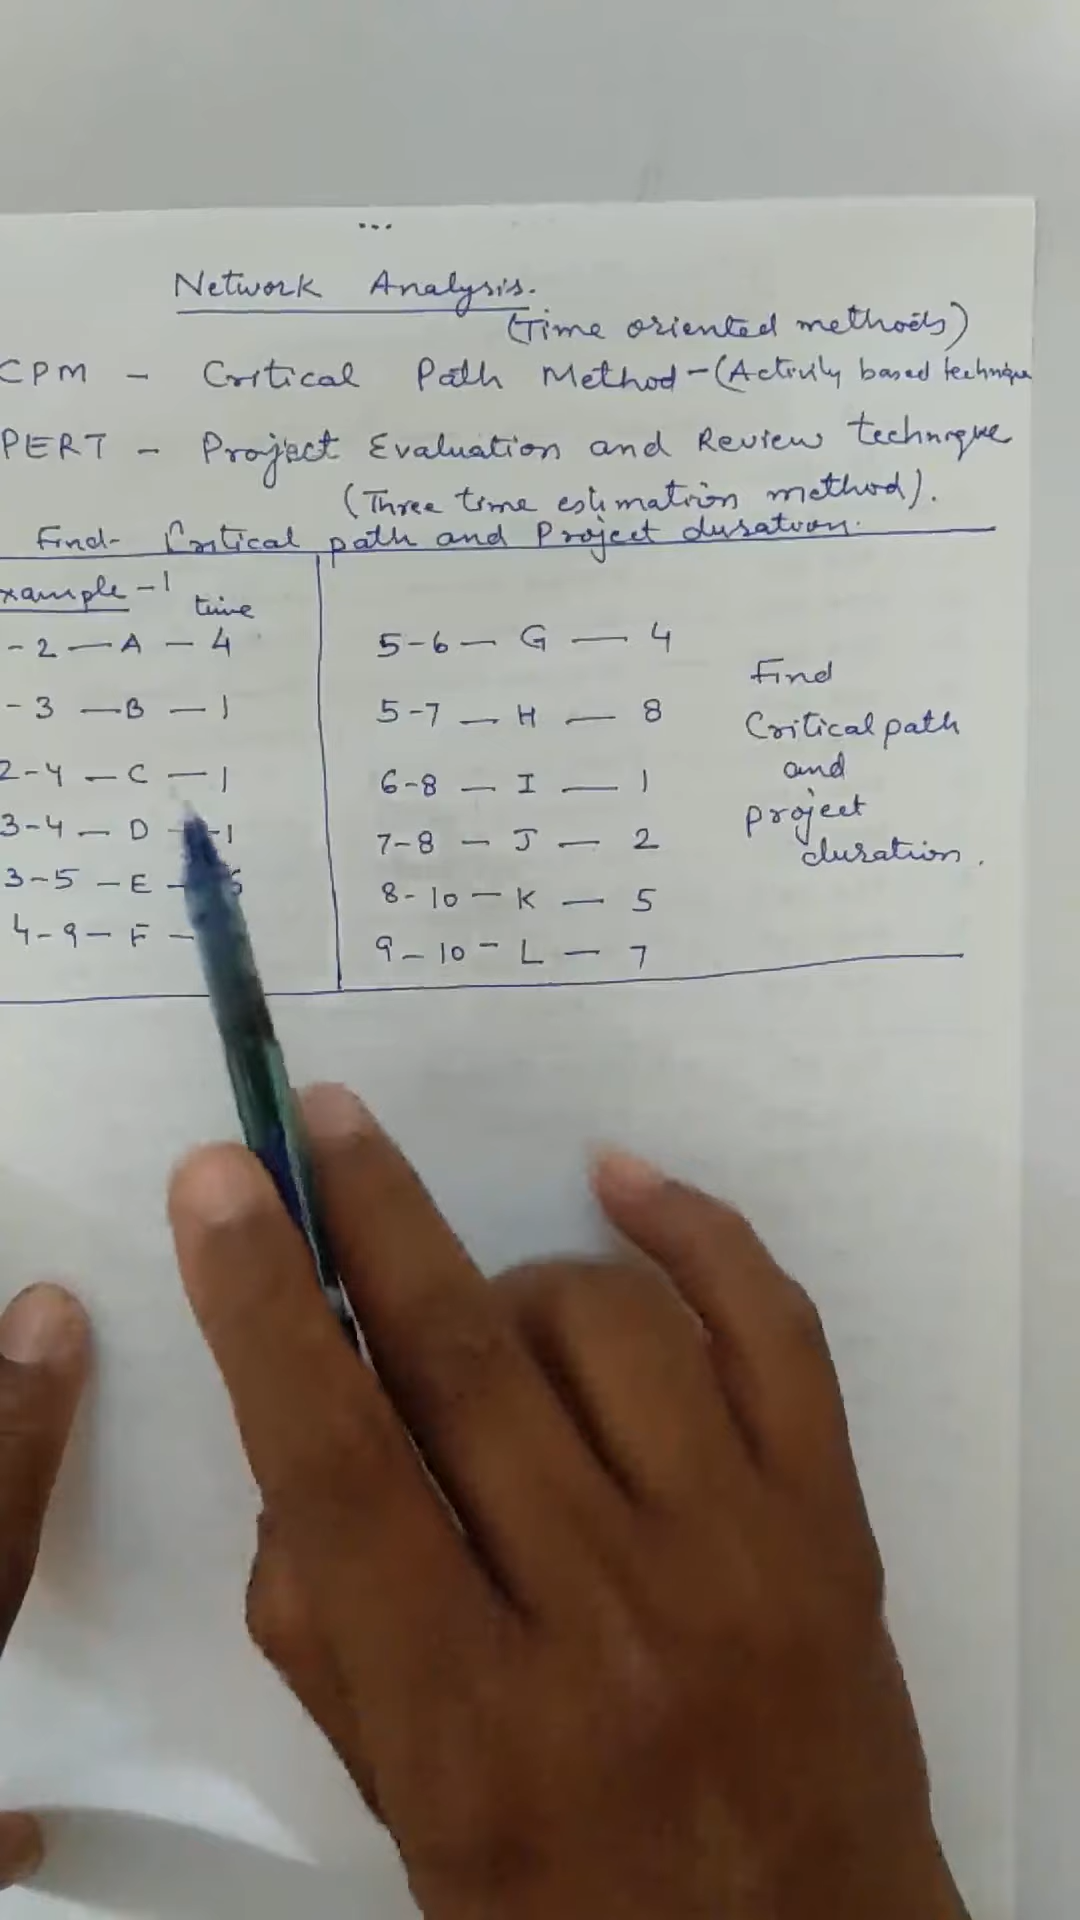 ...
Network Analysis.
(Time oriented methods)
CPM - Critical Path Method - (Activity based technique
PERT - Project Evaluation and Review technique
(Three time estimation method).
Find- Critical path and Project duration.
xample -1 time
- 2 — A — 4
- 3 — B — 1
2-4 — C — 1
3-4 — D — 1
3-5 — E —
4-9 — F —
5-6 — G — 4
5-7 — H — 8
6-8 — I — 1
7-8 — J — 2
8-10 — K — 5
9-10 - L — 7
Find
Critical path
and
project
duration.